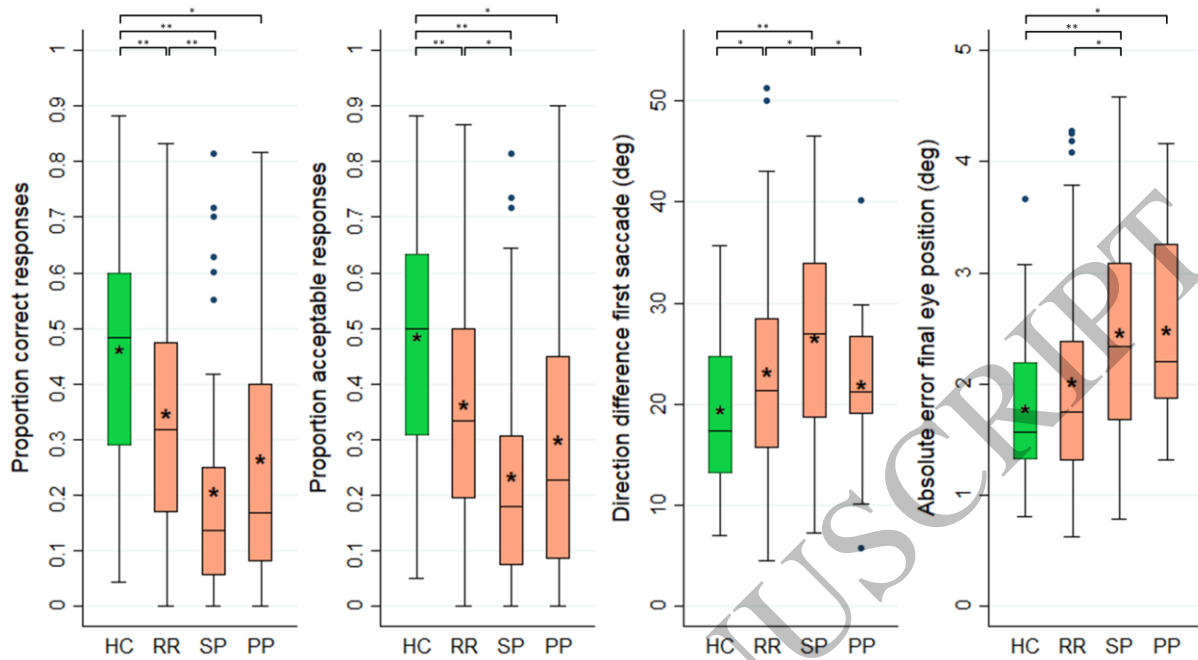 * * * *
** ** ** **
** ** ** * * * * *
Proportion correct responses
1
0.9
0.8
0.7
0.6
0.5
0.4
0.3
0.2
0.1
0
HC RR SP PP
Proportion acceptable responses
1
0.9
0.8
0.7
0.6
0.5
0.4
0.3
0.2
0.1
0
HC RR SP PP
Direction difference first saccade (deg)
50
40
30
20
10
0
HC RR SP PP
Absolute error final eye position (deg)
5
4
3
2
1
0
HC RR SP PP
NUSCRIPT